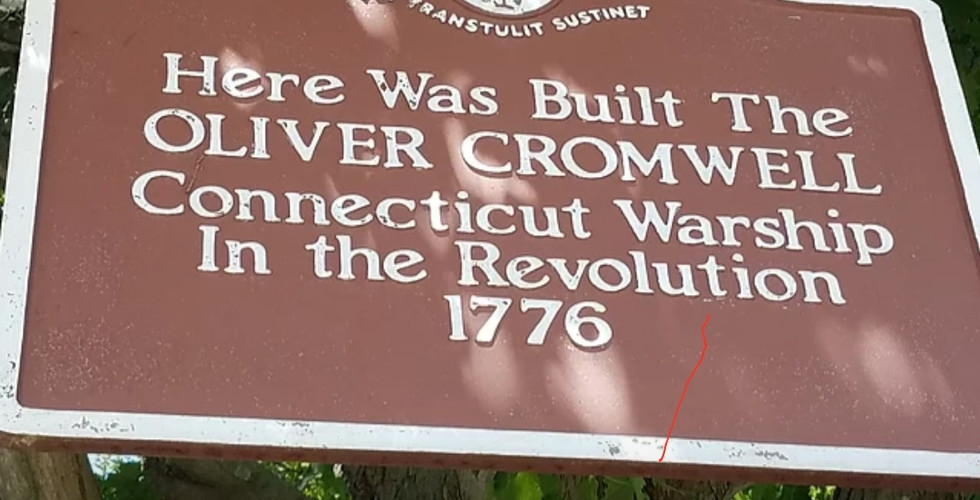 TRANSTULIT SUSTINET
Here Was Built The
OLIVER CROMWELL
Connecticut Warship
In the Revolution
1776